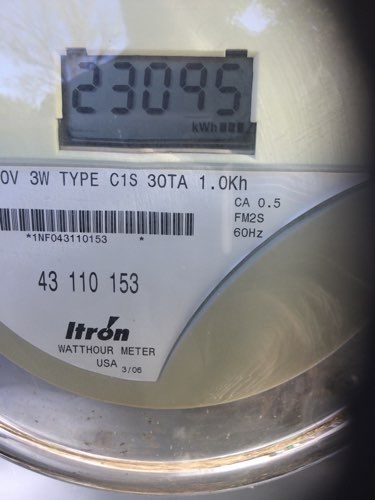 23095
kWh
0V 3W TYPE C1S 30TA 1.0Kh
CA 0.5
FM2S
60Hz
*1NF043110153 *
43 110 153
Itrón
WATTHOUR METER
USA 3/06